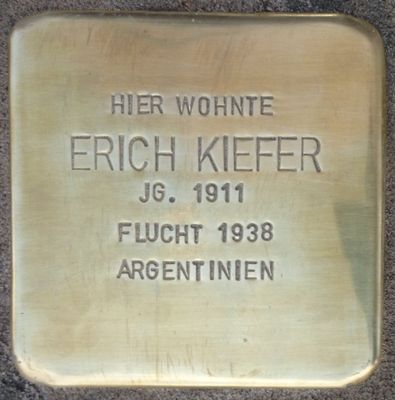 HIER WOHNTE
ERICH KIEFER
JG. 1911
FLUCHT 1938
ARGENTINIEN